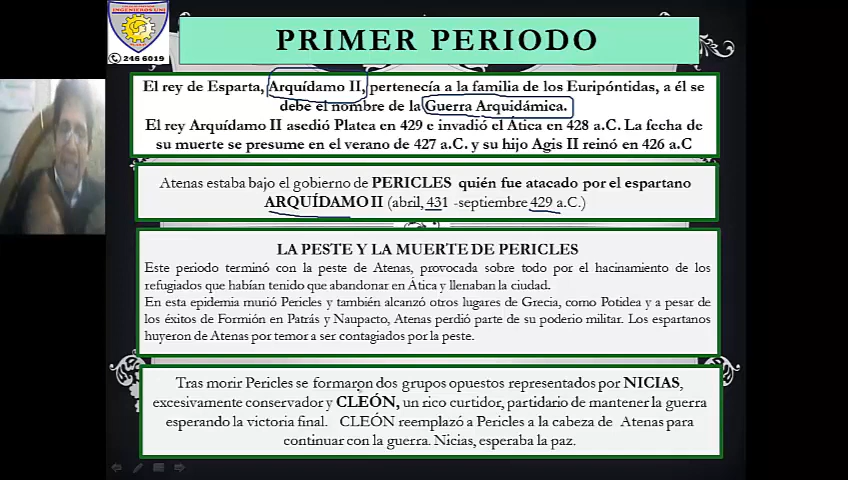 INGENIEROS UNI
246 6019
PRIMER PERIODO
El rey de Esparta, Arquídamo II, pertenecía a la familia de los Euripóntidas, a él se
debe el nombre de la Guerra Arquidámica.
El rey Arquídamo II asedió Platea en 429 e invadió el Ática en 428 a.C. La fecha de
su muerte se presume en el verano de 427 a.C. y su hijo Agis II reinó en 426 a.C
Atenas estaba bajo el gobierno de PERICLES quién fue atacado por el espartano
ARQUÍDAMO II (abril, 431 -septiembre 429 a.C.)
LA PESTE Y LA MUERTE DE PERICLES
Este periodo terminó con la peste de Atenas, provocada sobre todo por el hacinamiento de los
refugiados que habían tenido que abandonar en Ática y llenaban la ciudad.
En esta epidemia murió Pericles y también alcanzó otros lugares de Grecia, como Potidea y a pesar de
los éxitos de Formión en Patrás y Naupacto, Atenas perdió parte de su poderio militar. Los espartanos
huyeron de Atenas por temor a ser contagiados por la peste.
Tras morir Pericles se formaron dos grupos opuestos representados por NICIAS,
excesivamente conservador y CLEÓN, un rico curtidor, partidario de mantener la guerra
esperando la victoria final. CLEÓN reemplazó a Pericles a la cabeza de Atenas para
continuar con la guerra. Nicias, esperaba la paz.